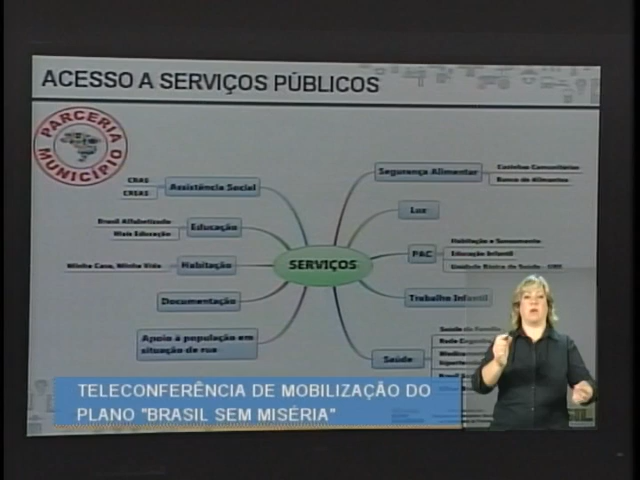 ACESSO A SERVIÇOS PÚBLICOS
PARCERIA
MUNICÍPIO
CRAS
CREAS
Assistência Social
Brasil Alfabetizado
Mais Educação
Educação
Minha Casa, Minha Vida
Habitação
Documentação
Apoio à população em
situação de rua
SERVIÇOS
Segurança Alimentar
Cozinhas Comunitárias
Banco de Alimentos
Luz
PAC
Habitação e Saneamento
Educação Infantil
Unidade Básica de Saúde - UBS
Trabalho Infantil
Saúde
Saúde da Família
Rede
TELECONFERÊNCIA DE MOBILIZAÇÃO DO
PLANO "BRASIL SEM MISÉRIA"